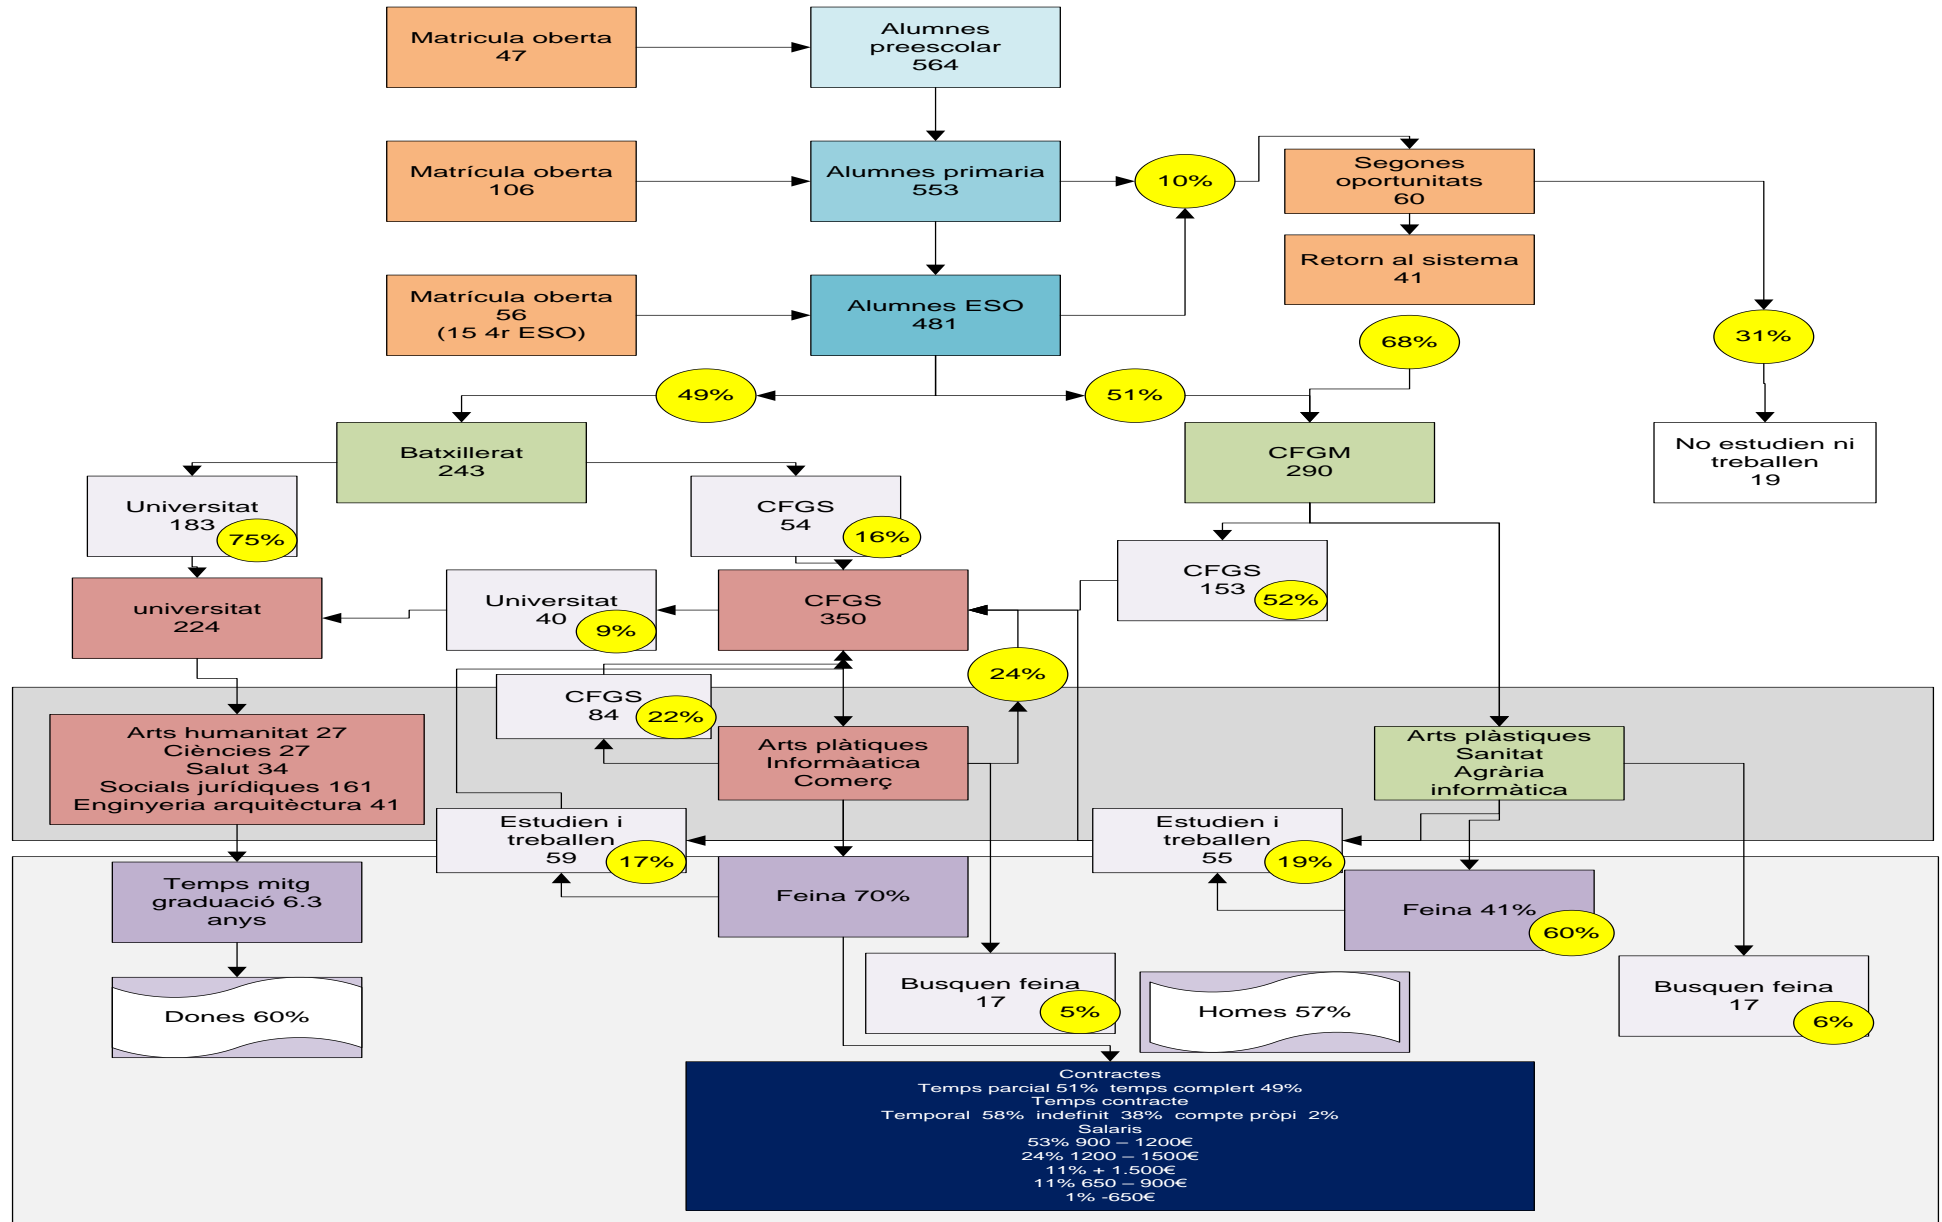 Matricula oberta
47
Alumnes
preescolar
564
Matrícula oberta
106
Alumnes primaria
553
10%
Segones
oportunitats
60
Retorn al sistema
41
Matrícula oberta
56
(15 4r ESO)
Alumnes ESO
481
68%
31%
49%
51%
Batxillerat
243
CFGM
290
No estudien ni
treballen
19
Universitat
183
75%
CFGS
54
16%
CFGS
153
52%
universitat
224
Universitat
40
9%
CFGS
350
24%
CFGS
84
22%
Arts humanitat 27
Ciències 27
Salut 34
Socials jurídiques 161
Enginyeria arquitèctura 41
Arts plàtiques
Informàatica
Comerç
Arts plàstiques
Sanitat
Agrària
informàtica
Estudien i
treballen
59
17%
Estudien i
treballen
55
19%
Temps mitg
graduació 6.3
anys
Feina 70%
Feina 41%
60%
Dones 60%
Busquen feina
17
5%
Homes 57%
Busquen feina
17
6%
Contractes
Temps parcial 51%  temps complert 49%
Temps contracte
Temporal  58%  indefinit  38%  compte pròpi  2%
Salaris
53% 900 – 1200€
24% 1200 – 1500€
11% + 1.500€
11% 650 – 900€
1% -650€